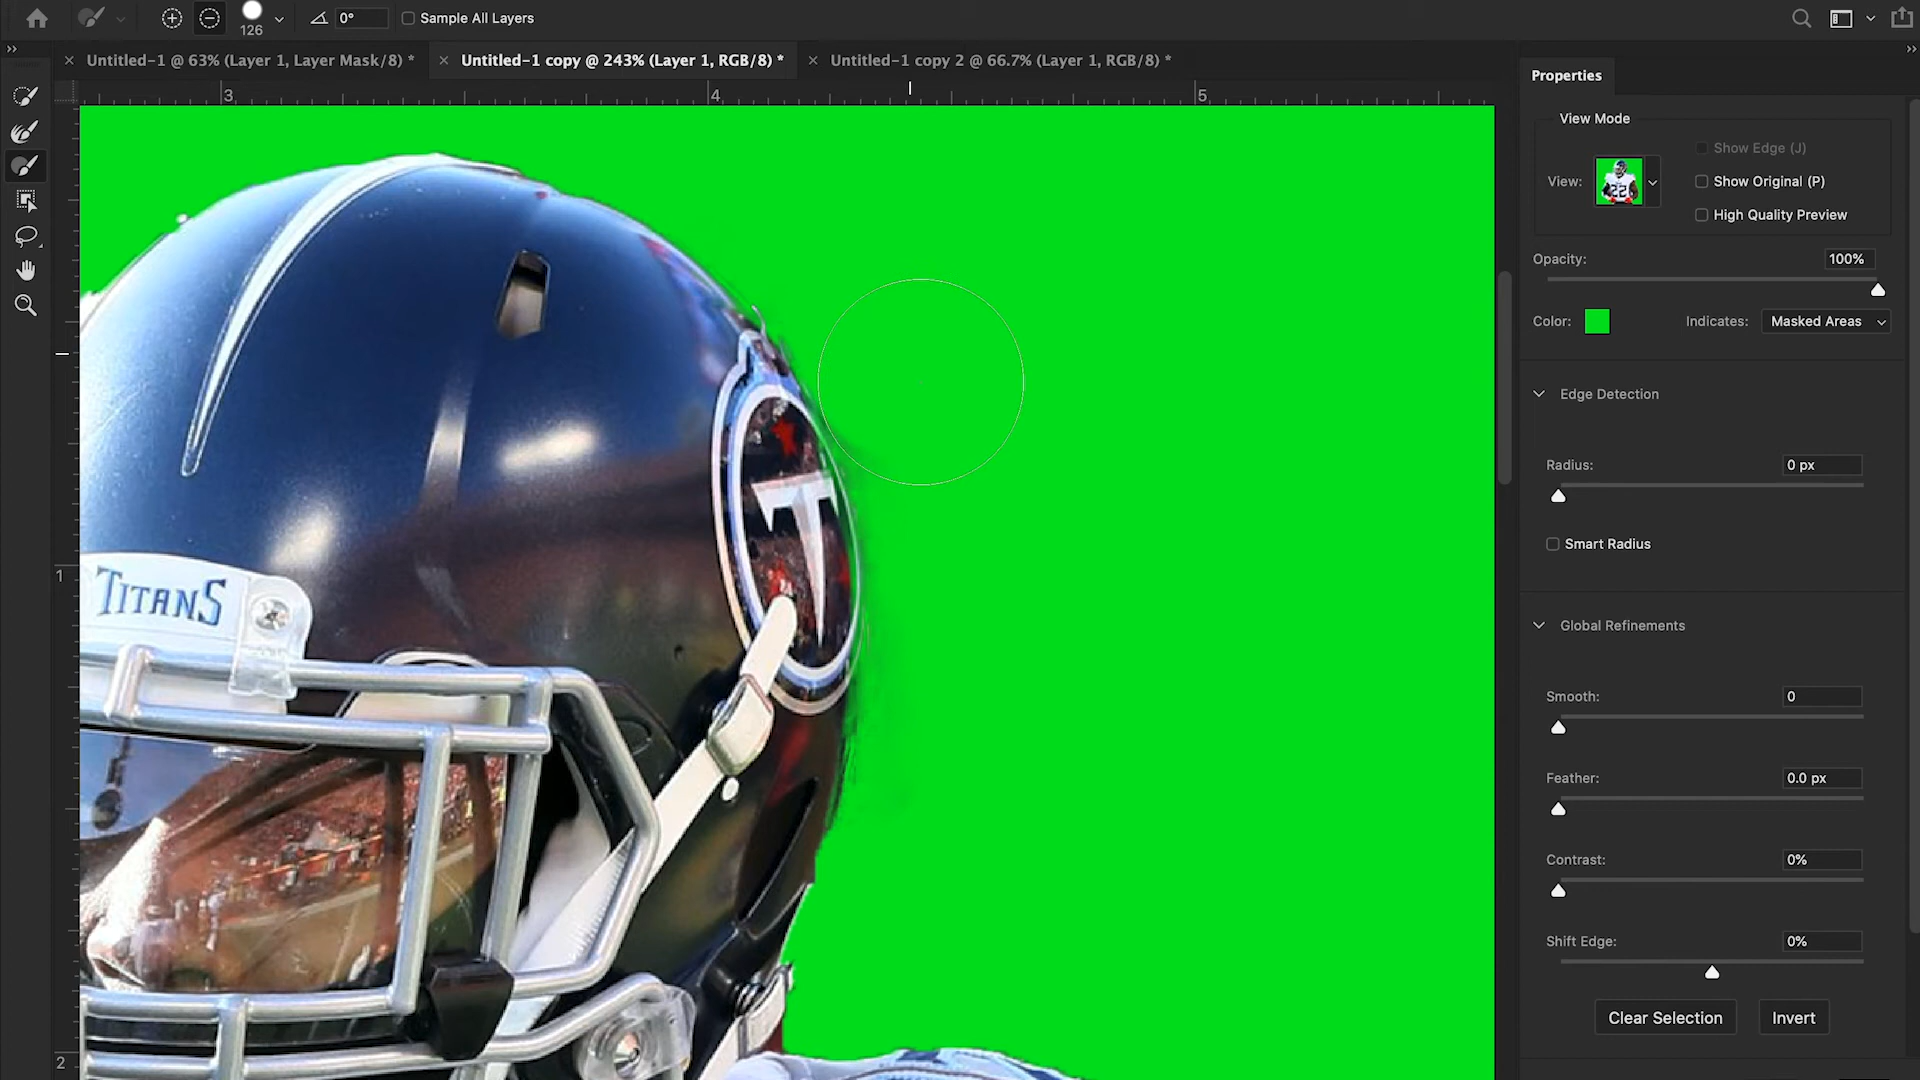 126
0°
Sample All Layers
Untitled-1 @ 63% (Layer 1, Layer Mask/8) *
Untitled-1 copy @ 243% (Layer 1, RGB/8) *
Untitled-1 copy 2 @ 66.7% (Layer 1, RGB/8) *
3
4
5
1
2
TITANS
T
Properties
View Mode
View:
22
Show Edge (J)
Show Original (P)
High Quality Preview
Opacity:
100%
Color:
Indicates:
Masked Areas
Edge Detection
Radius:
0 px
Smart Radius
Global Refinements
Smooth:
0
Feather:
0.0 px
Contrast:
0%
Shift Edge:
0%
Clear Selection
Invert